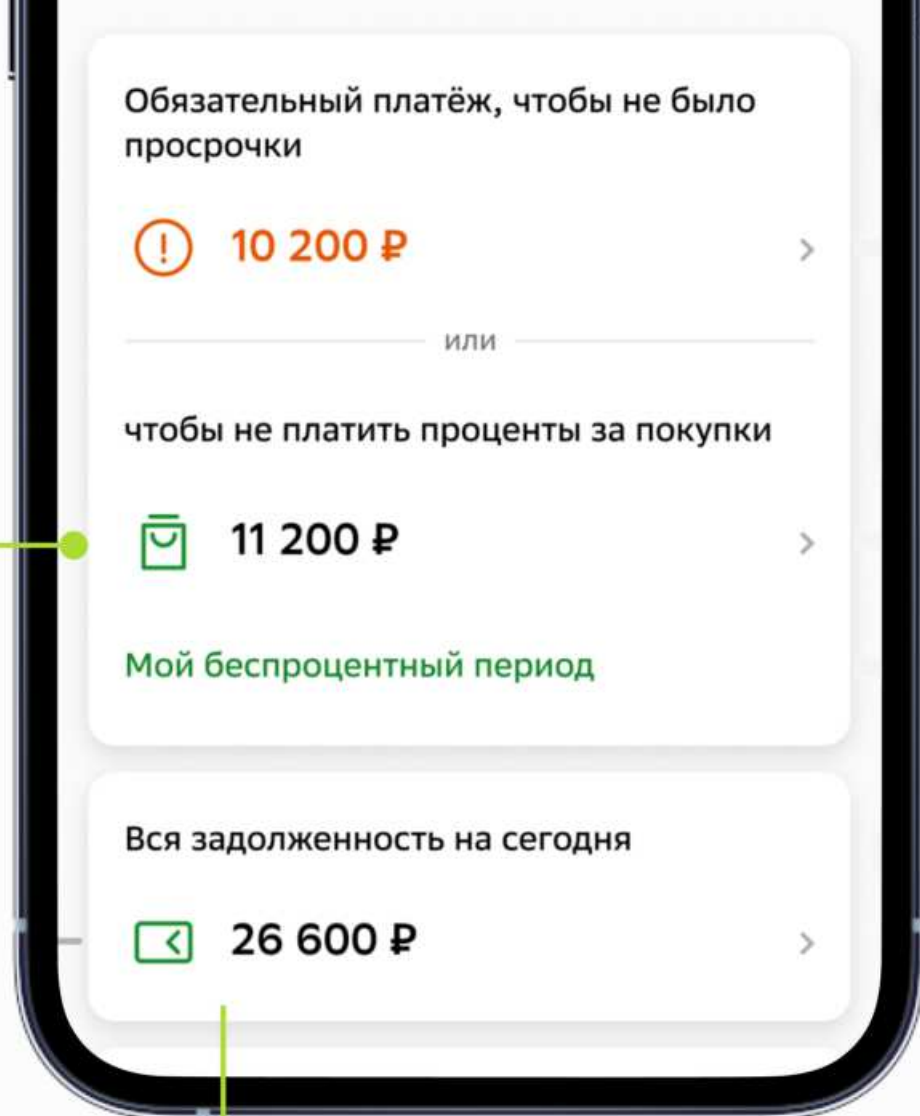 Обязательный платёж, чтобы не было
просрочки
10 200 ₽
или
чтобы не платить проценты за покупки
11 200 ₽
Мой беспроцентный период
Вся задолженность на сегодня
26 600 ₽